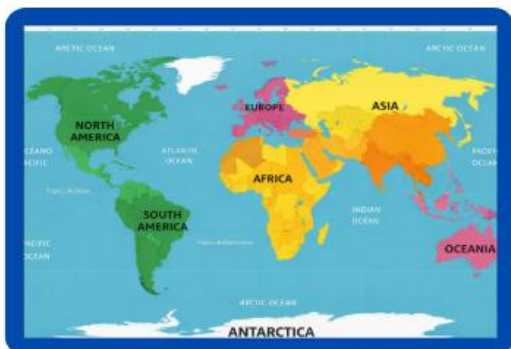 ARCTIC OCEAN
ARCTIC OCEAN
EUROPE
ASIA
NORTH
AMERICA
ATLANTIC
OCEAN
AFRICA
INDIAN
OCEAN
SOUTH
AMERICA
OCEANIA
OCEAN
ARCTIC OCEAN
ANTARCTICA